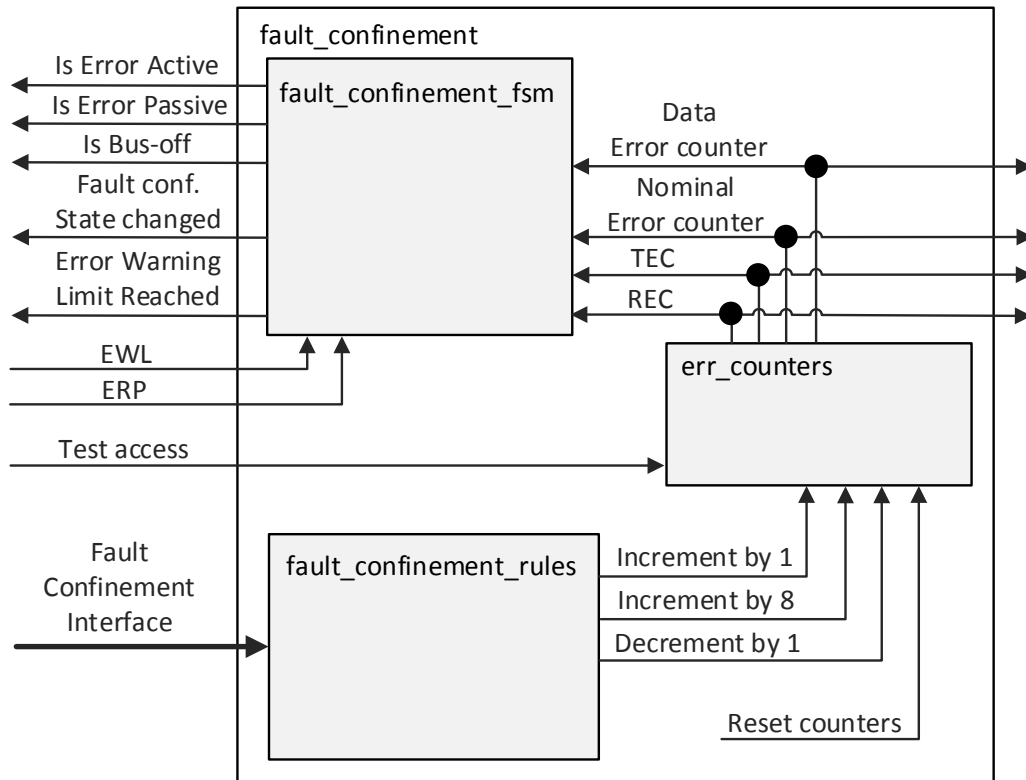 fault_confinement
Is Error Active
fault_confinement_fsm
Is Error Passive
Is Bus-off
Fault conf.
State changed
Error Warning
Limit Reached
Data
Error counter
Nominal
Error counter
TEC
REC
EWL
ERP
err_counters
Test access
Fault
Confinement
Interface
fault_confinement_rules
Increment by 1
Increment by 8
Decrement by 1
Reset counters